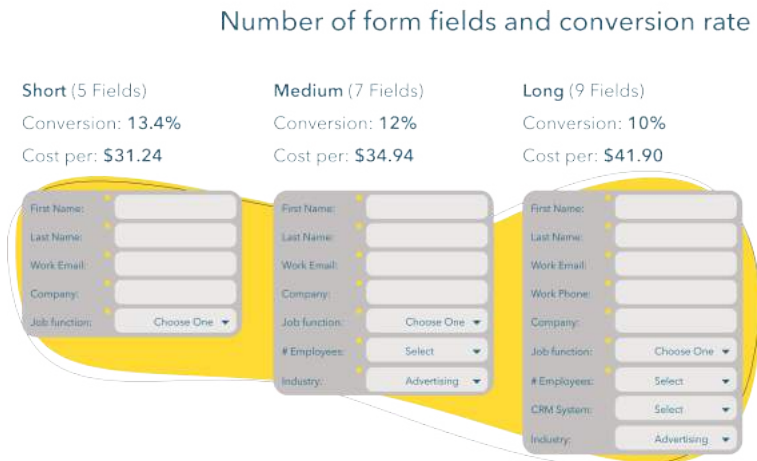 Number of form fields and conversion rate
Short (5 Fields)
Conversion: 13.4%
Cost per: $31.24
First Name:
Last Name:
Work Email:
Company:
Job function: Choose One
Medium (7 Fields)
Conversion: 12%
Cost per: $34.94
First Name:
Last Name:
Work Email:
Company:
Job function: Choose One
# Employees: Select
Industry: Advertising
Long (9 Fields)
Conversion: 10%
Cost per: $41.90
First Name:
Last Name:
Work Email:
Work Phone:
Company:
Job function: Choose One
# Employees: Select
CRM System: Select
Industry: Advertising